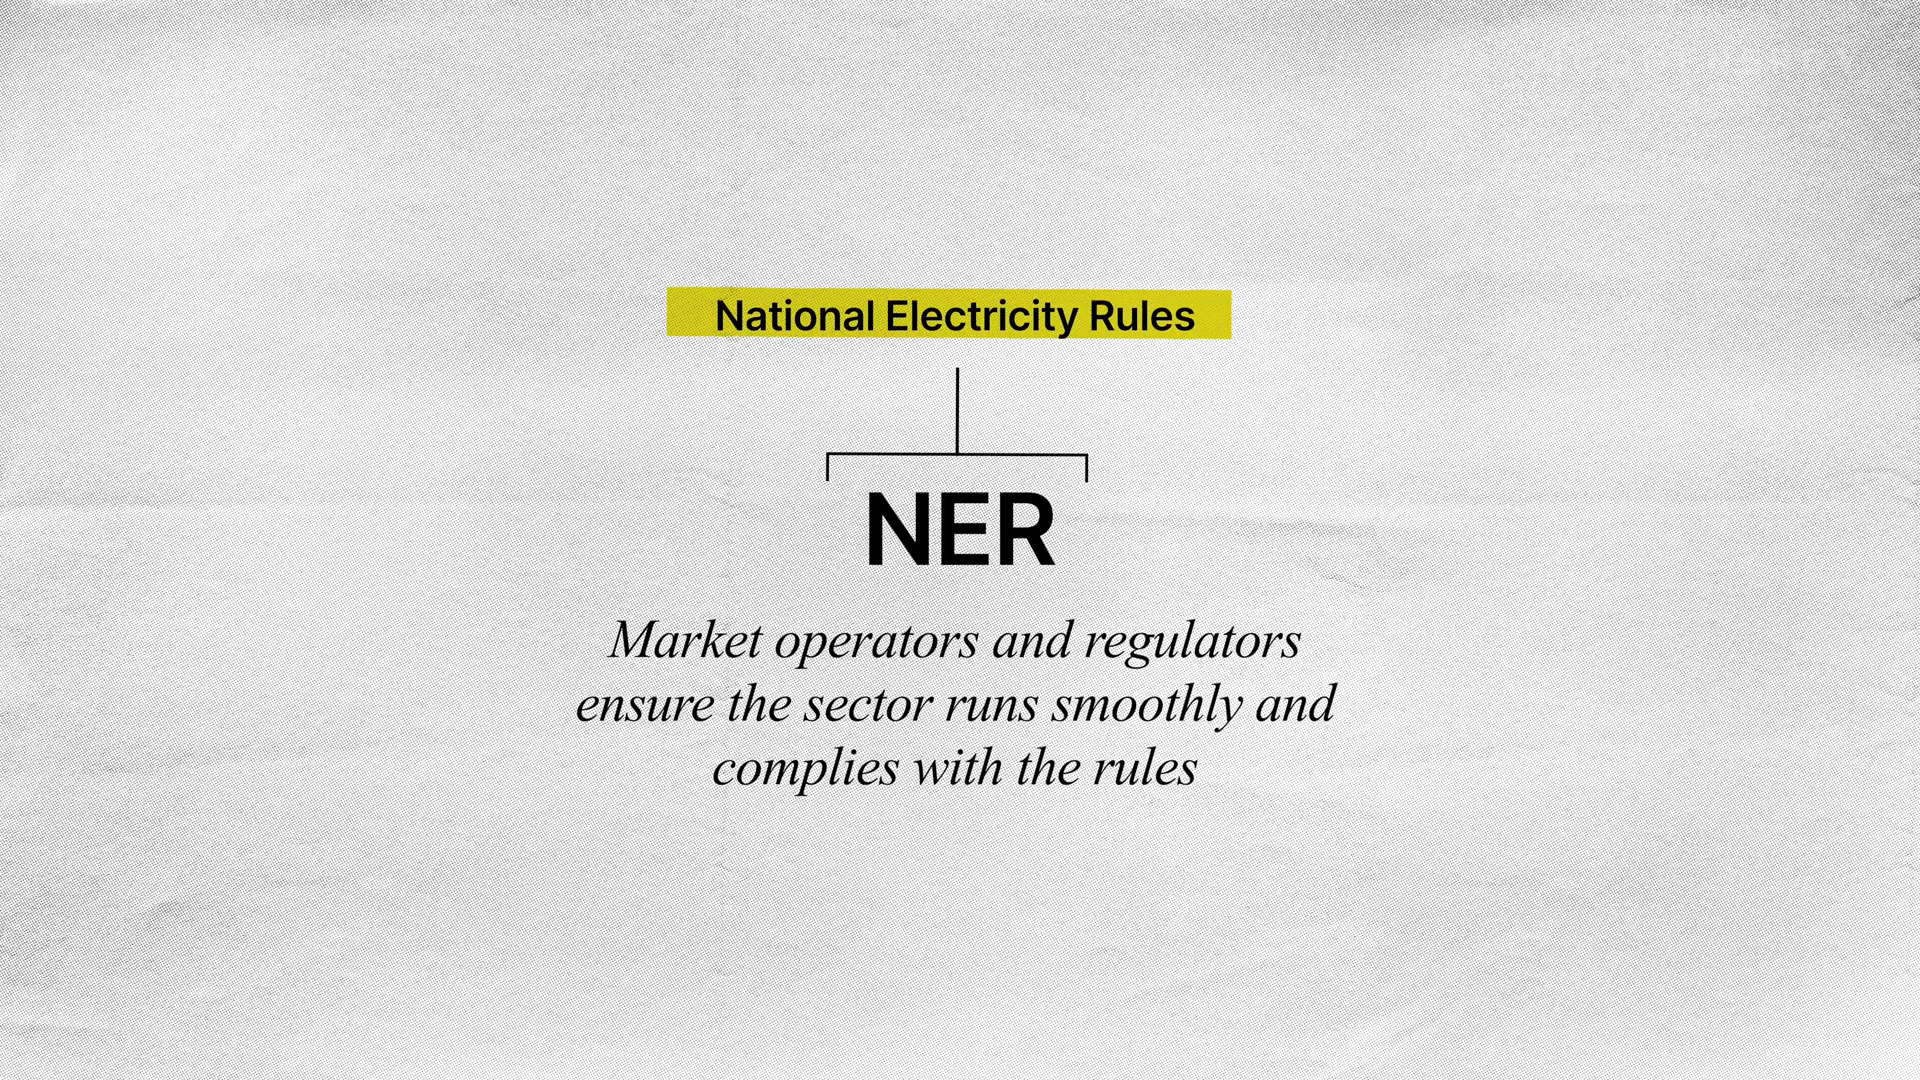 National Electricity Rules
NER
Market operators and regulators
ensure the sector runs smoothly and
complies with the rules